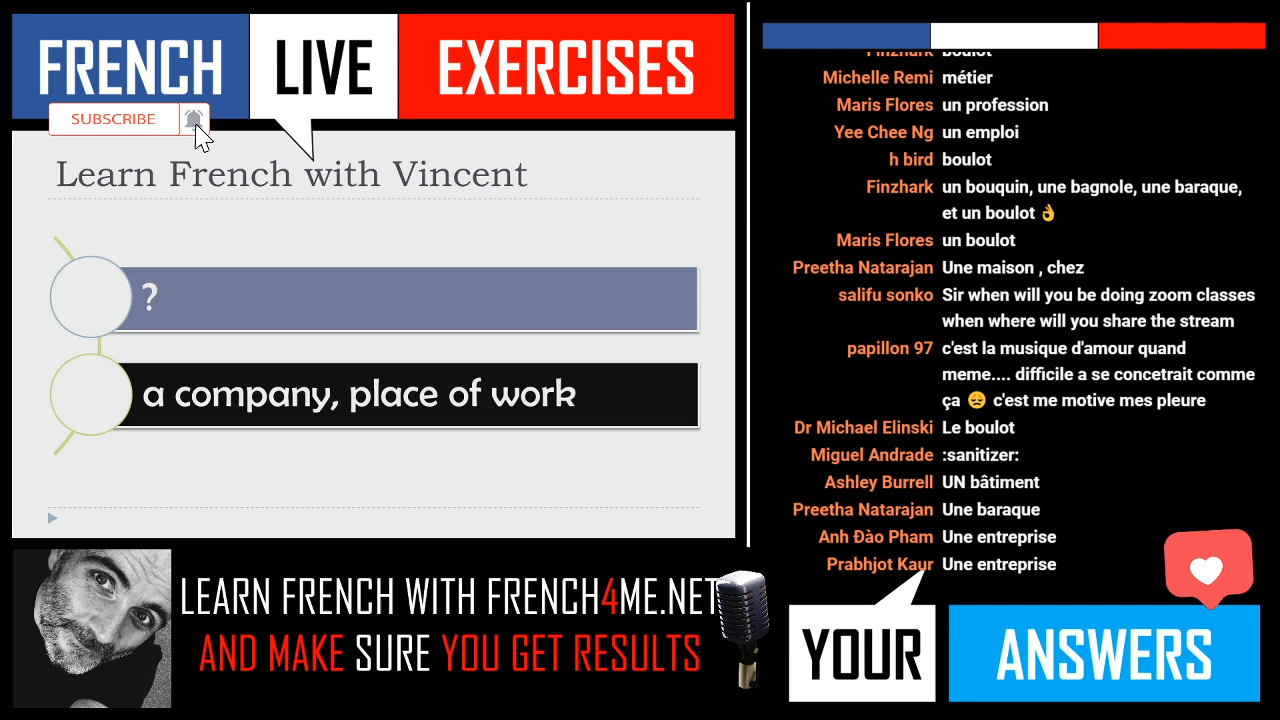 FRENCH LIVE EXERCISES
SUBSCRIBE
Learn French with Vincent
?
a company, place of work
LEARN FRENCH WITH FRENCH4ME.NET
AND MAKE SURE YOU GET RESULTS
Finzhark boulot
Michelle Remi métier
Maris Flores un profession
Yee Chee Ng un emploi
h bird boulot
Finzhark un bouquin, une bagnole, une baraque,
et un boulot 👌
Maris Flores un boulot
Preetha Natarajan Une maison , chez
salifu sonko Sir when will you be doing zoom classes
when where will you share the stream
papillon 97 c'est la musique d'amour quand
meme.... difficile a se concetrait comme
ça 😔 c'est me motive mes pleure
Dr Michael Elinski Le boulot
Miguel Andrade :sanitizer:
Ashley Burrell UN bâtiment
Preetha Natarajan Une baraque
Anh Đào Pham Une entreprise
Prabhjot Kaur Une entreprise
YOUR ANSWERS